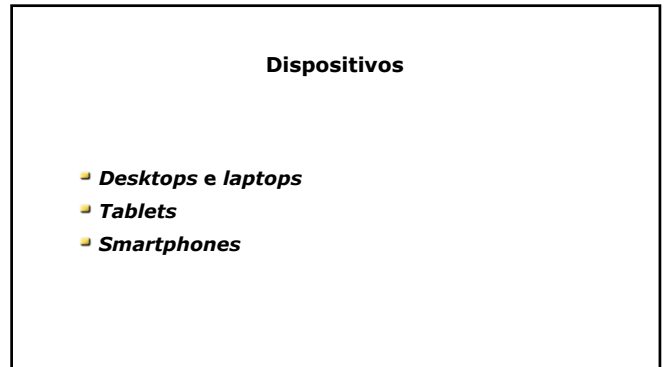 Dispositivos
Desktops e laptops
Tablets
Smartphones